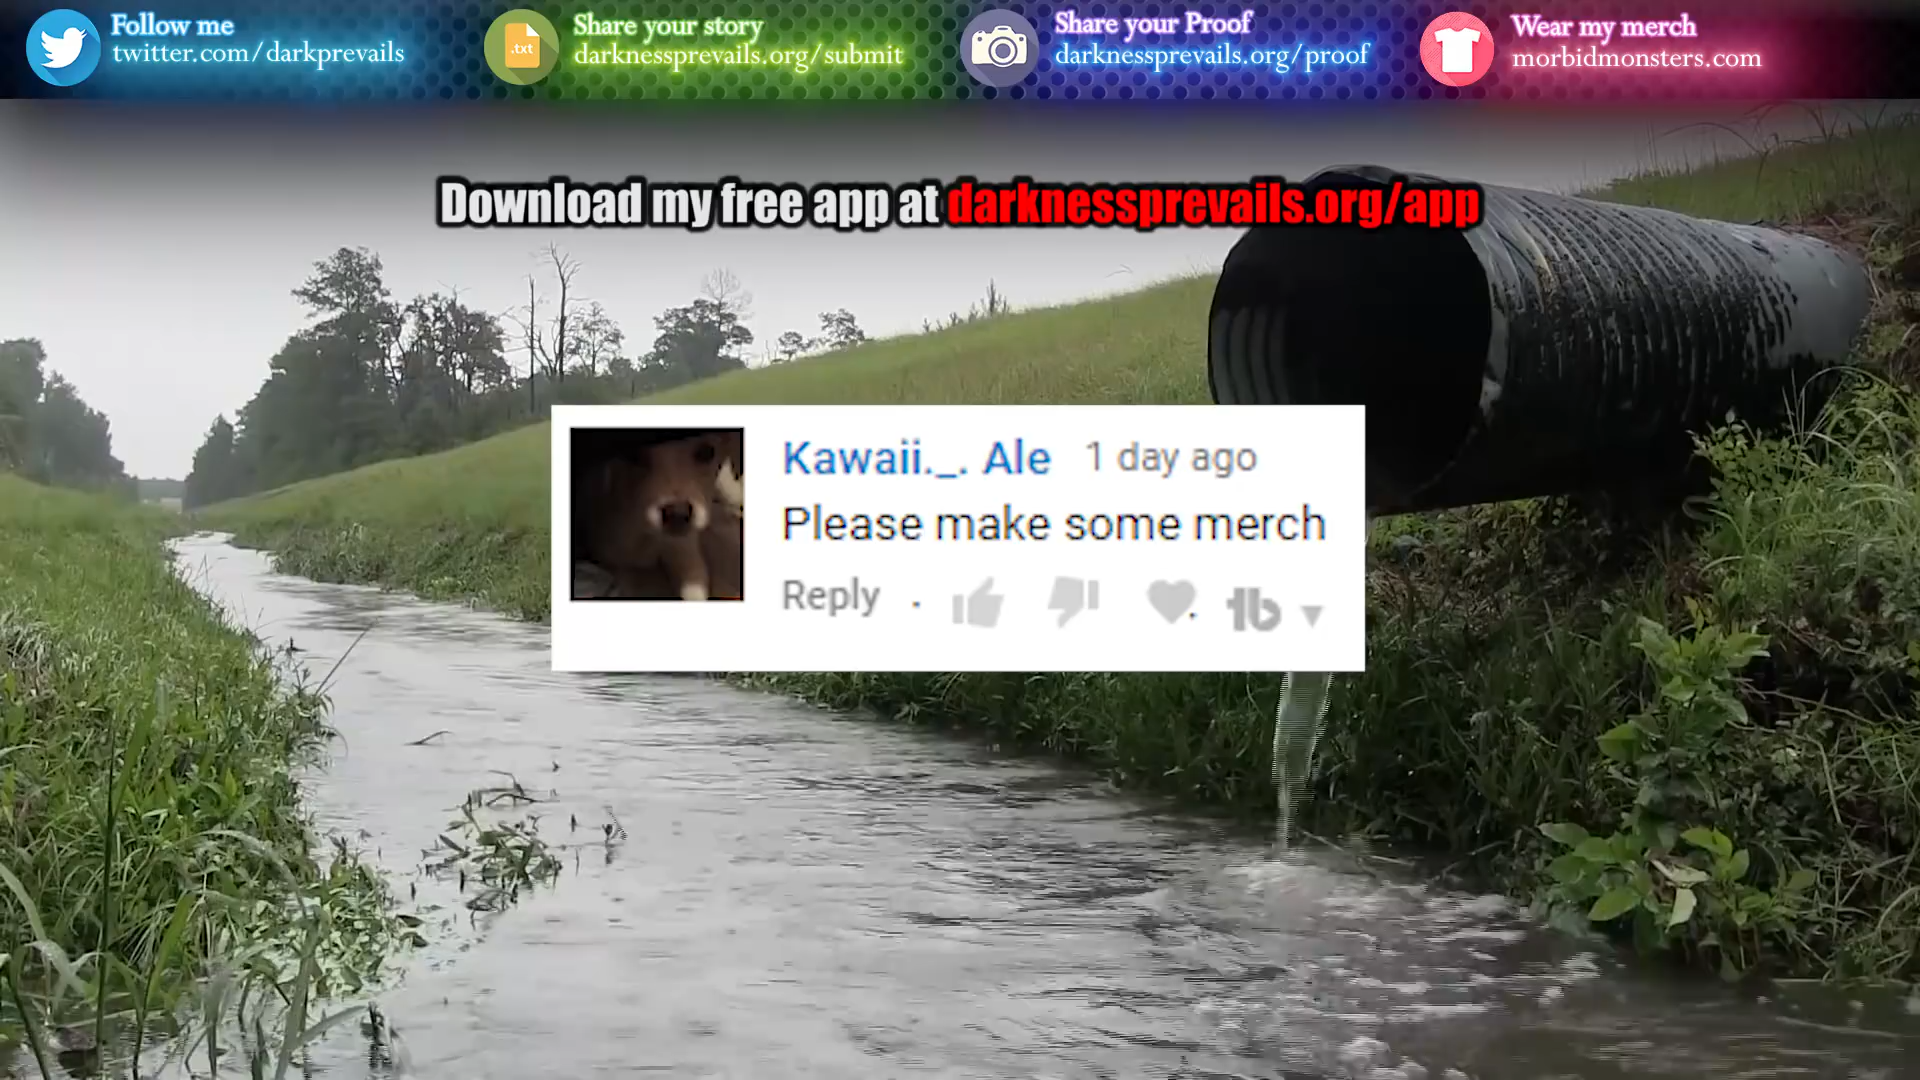 Follow me
twitter.com/darkprevails
.txt
Share your story
darknessprevails.org/submit
Share your Proof
darknessprevails.org/proof
Wear my merch
morbidmonsters.com
Download my free app at darknessprevails.org/app
Kawaii._. Ale 1 day ago
Please make some merch
Reply
tb